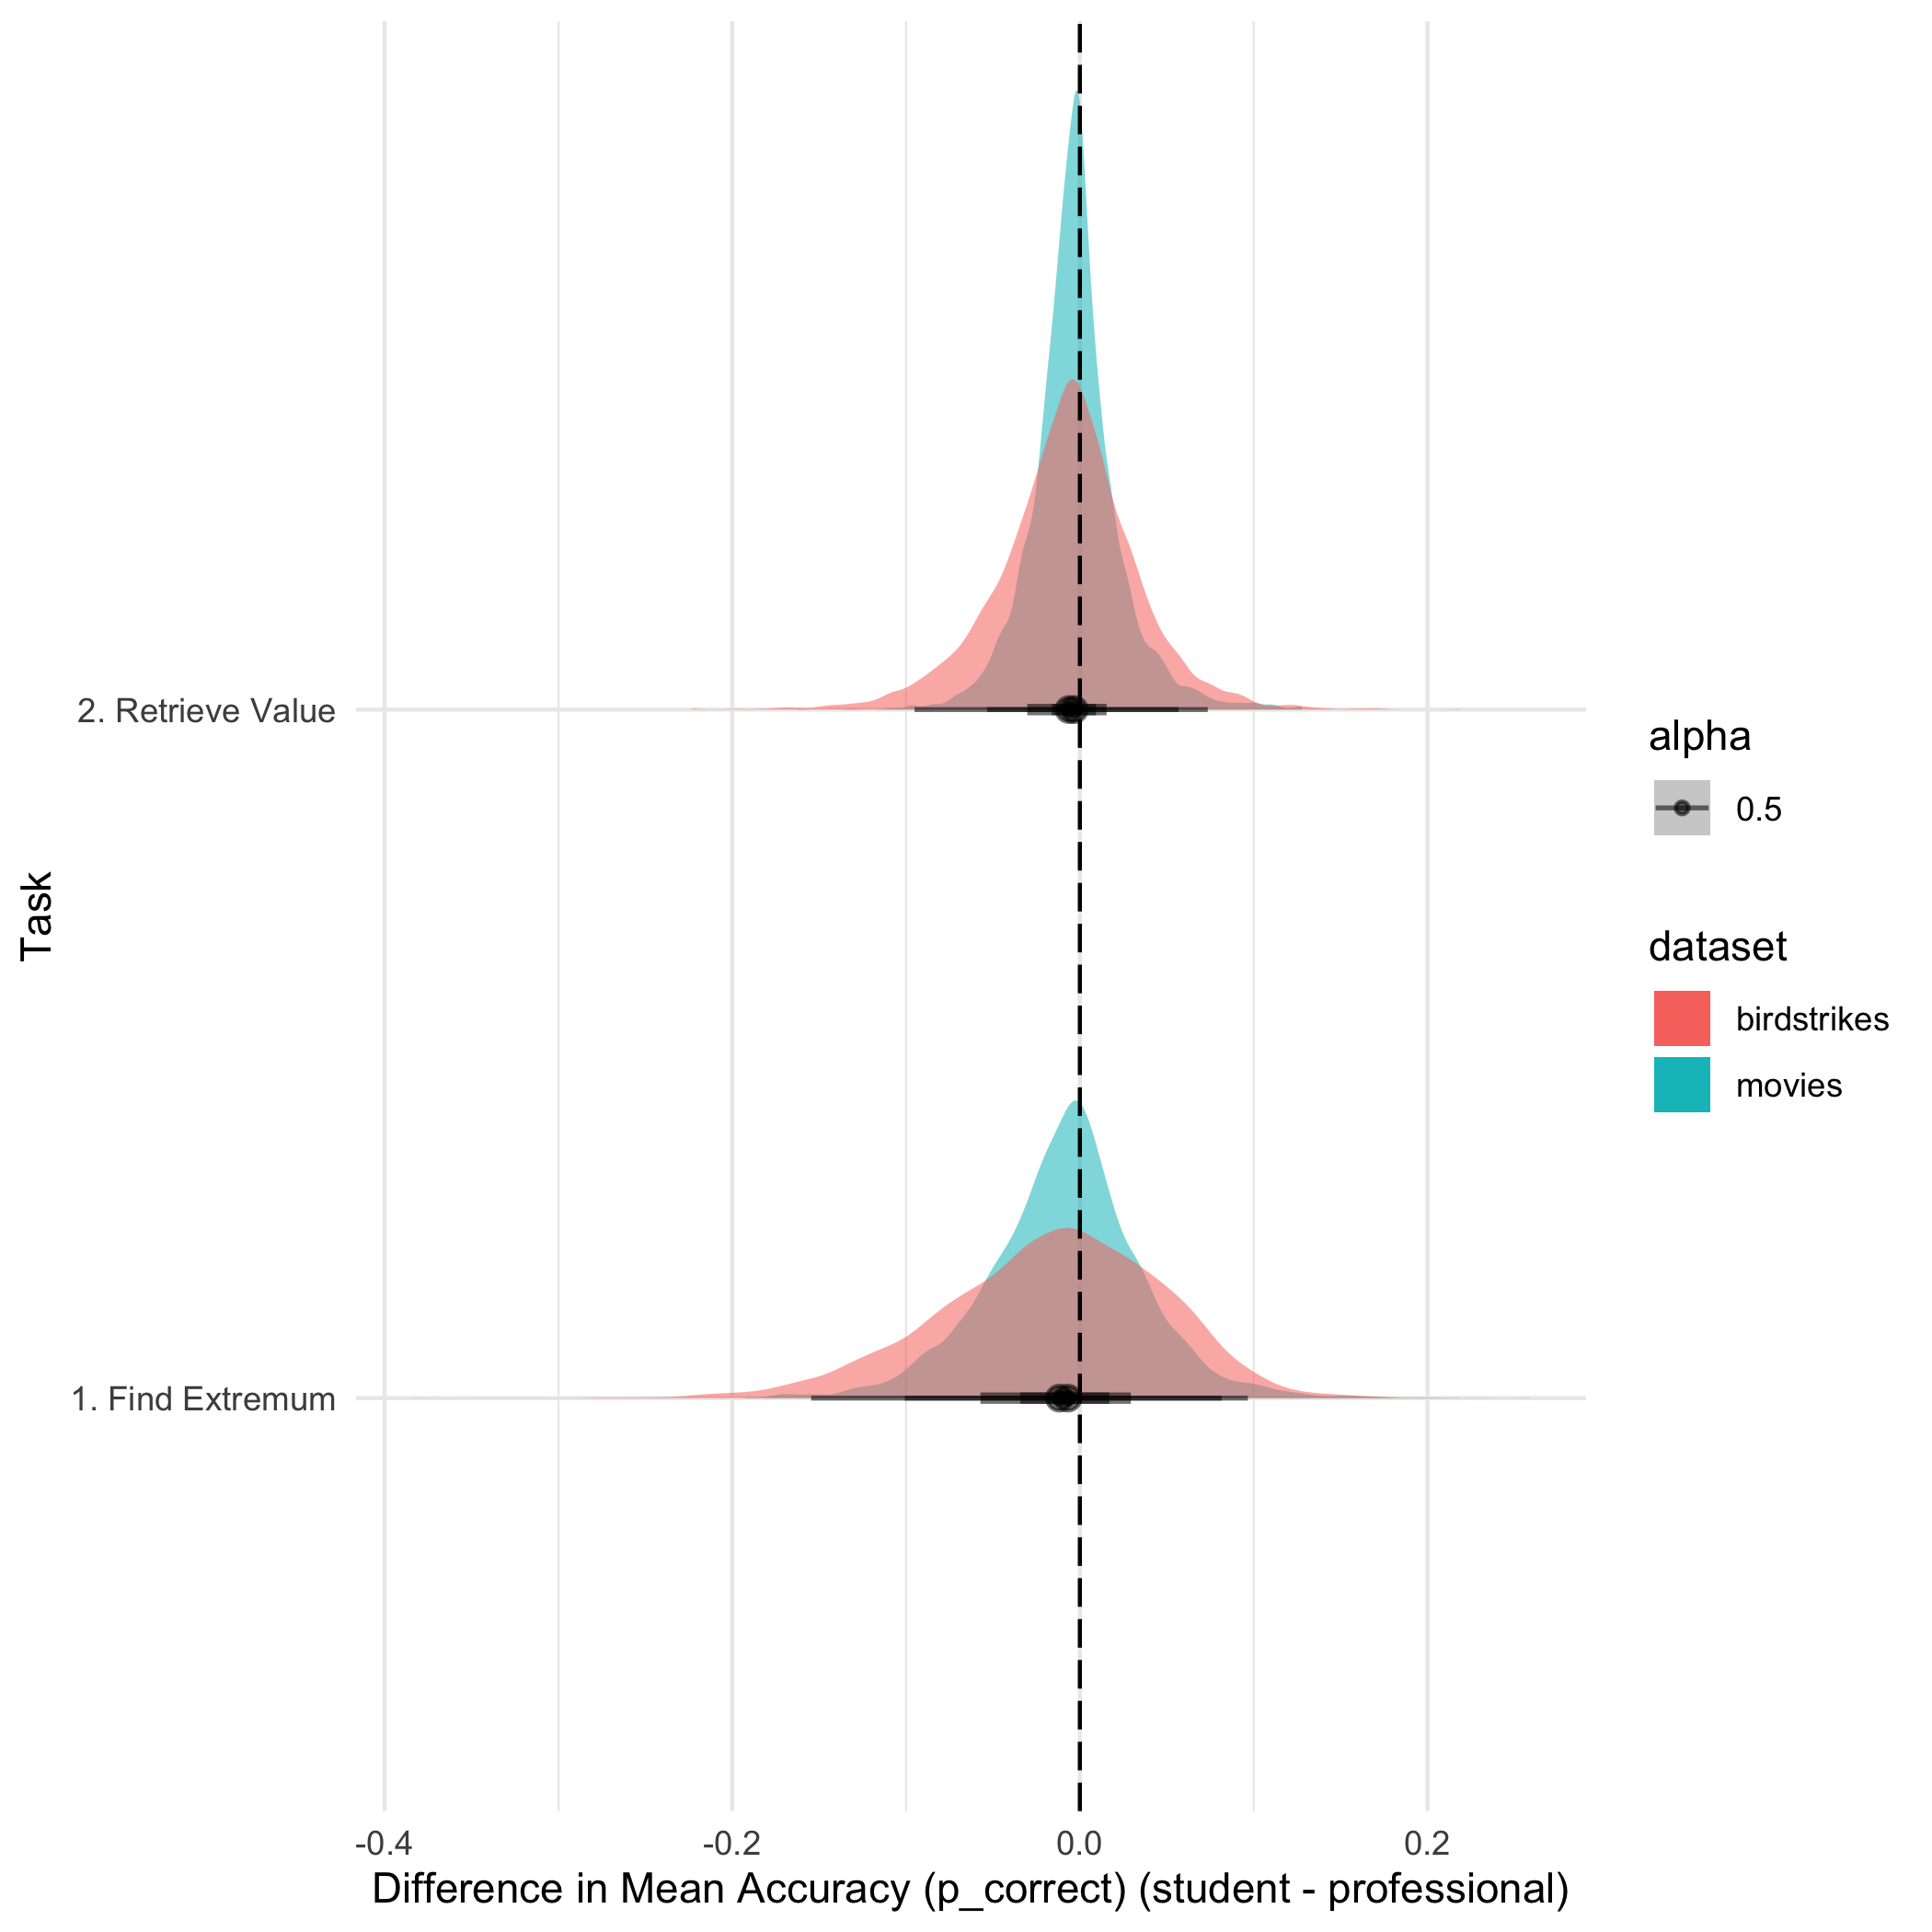 2. Retrieve Value
1. Find Extremum
Task
-0.4
-0.2
0.0
0.2
Difference in Mean Accuracy (p_correct) (student - professional)
alpha
0.5
dataset
birdstrikes
movies